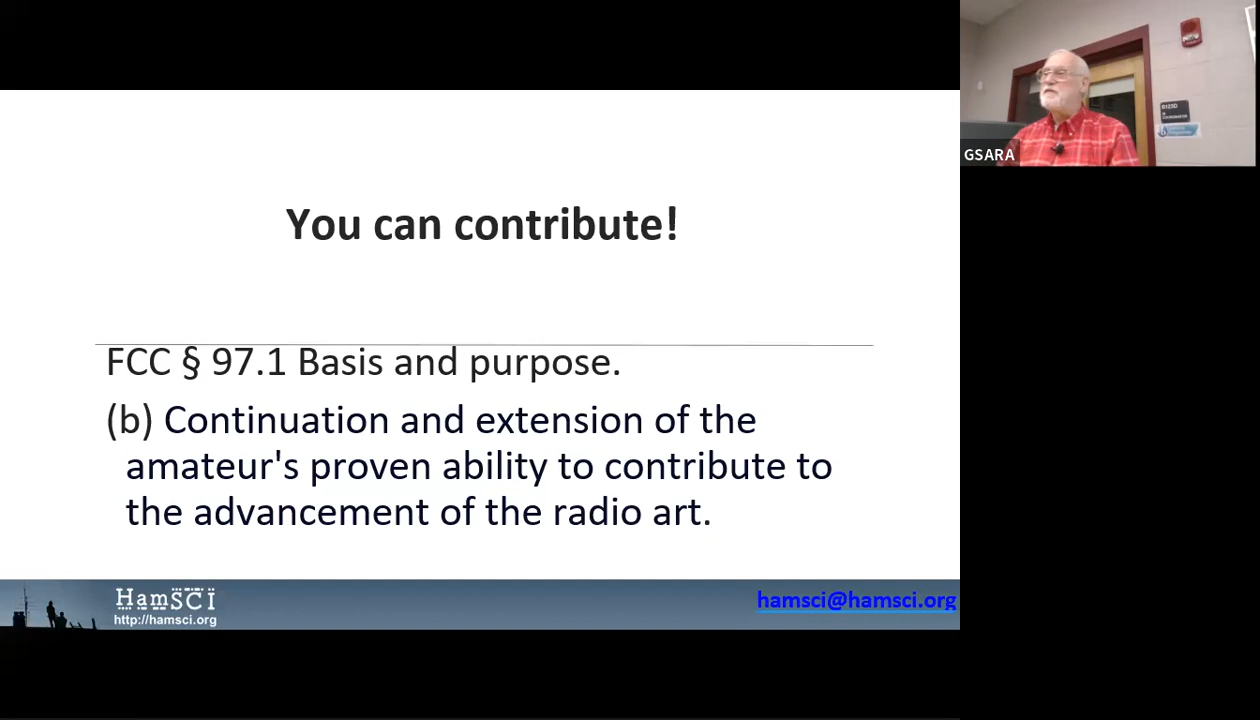 You can contribute!
FCC § 97.1 Basis and purpose.
(b) Continuation and extension of the
amateur's proven ability to contribute to
the advancement of the radio art.
HamSCI
http://hamsci.org
hamsci@hamsci.org
GSARA